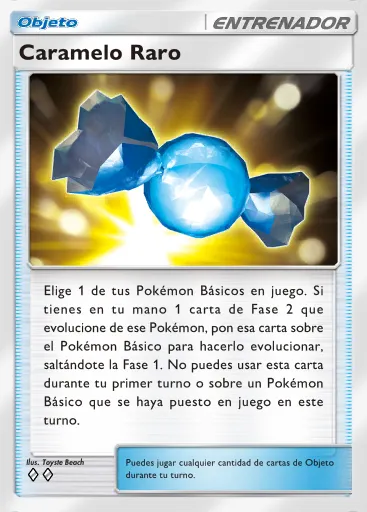 Objeto
ENTRENADOR
Caramelo Raro
Elige 1 de tus Pokémon Básicos en juego. Si
tienes en tu mano 1 carta de Fase 2 que
evolucione de ese Pokémon, pon esa carta sobre
el Pokémon Básico para hacerlo evolucionar,
saltándote la Fase 1. No puedes usar esta carta
durante tu primer turno o sobre un Pokémon
Básico que se haya puesto en juego en este
turno.
Ilus. Toyste Beach
Puedes jugar cualquier cantidad de cartas de Objeto
durante tu turno.